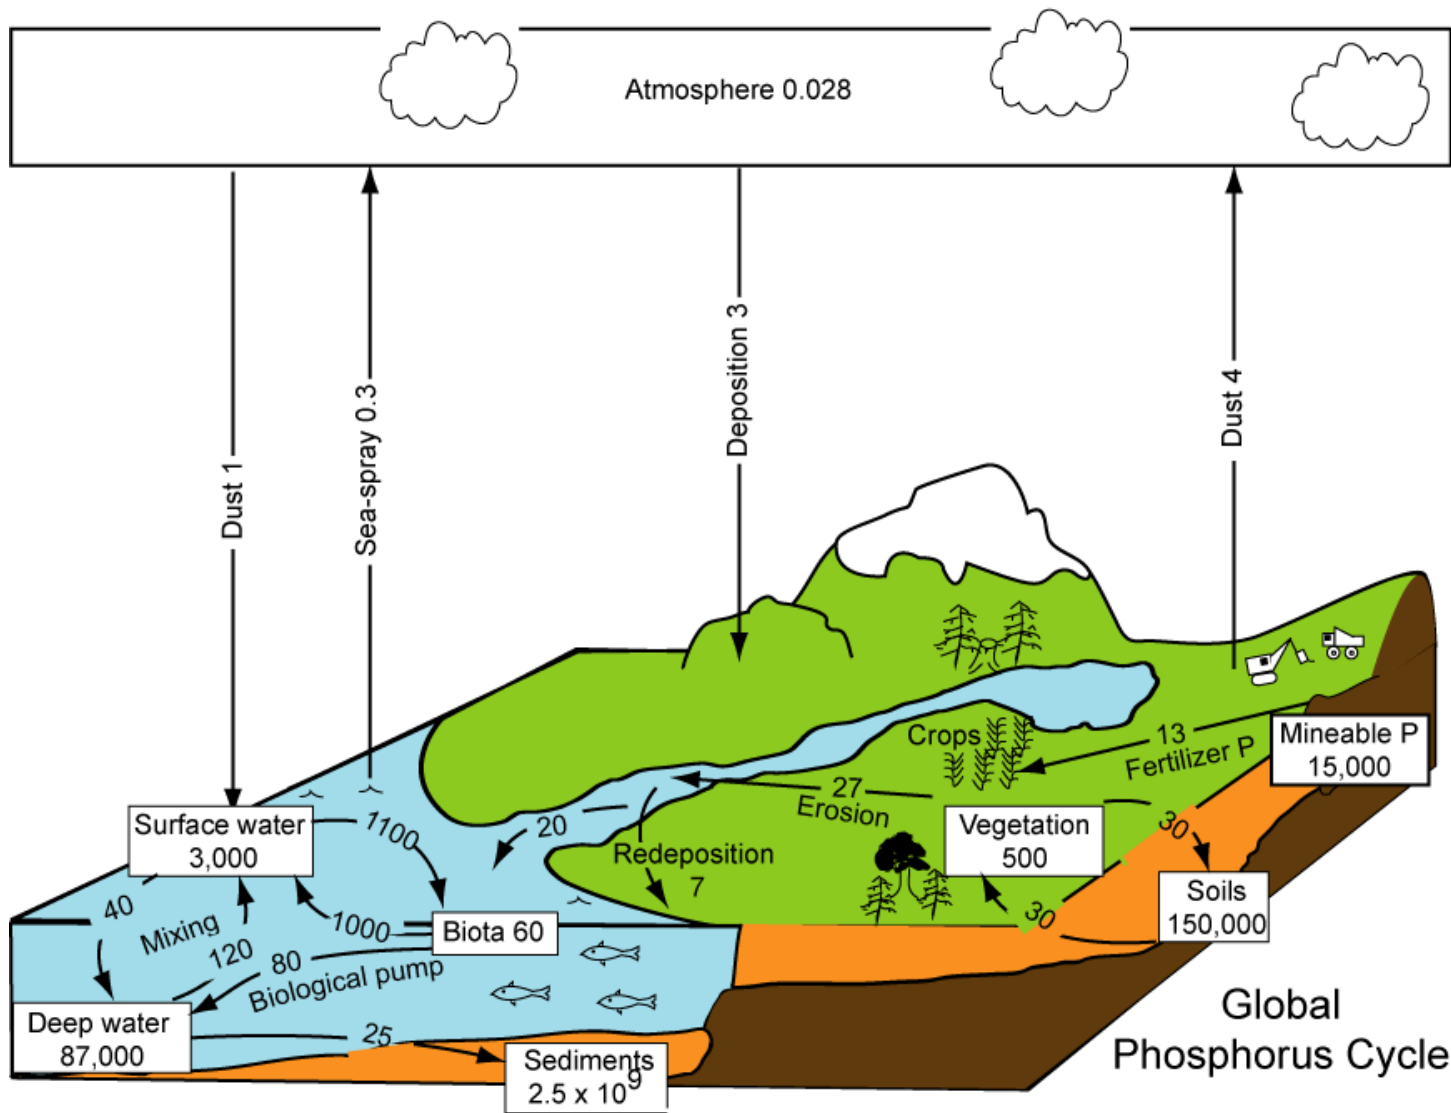 Atmosphere 0.028
Dust 1
Sea-spray 0.3
Deposition 3
Dust 4
Crops
13
Fertilizer P
Mineable P
15,000
27
Erosion
20
Redeposition
7
Vegetation
500
30
30
Soils
150,000
Surface water
3,000
1100
1000
Biota 60
40
Mixing
120
80
Biological pump
Deep water
87,000
25
Sediments
2.5 x 10⁹
Global
Phosphorus Cycle